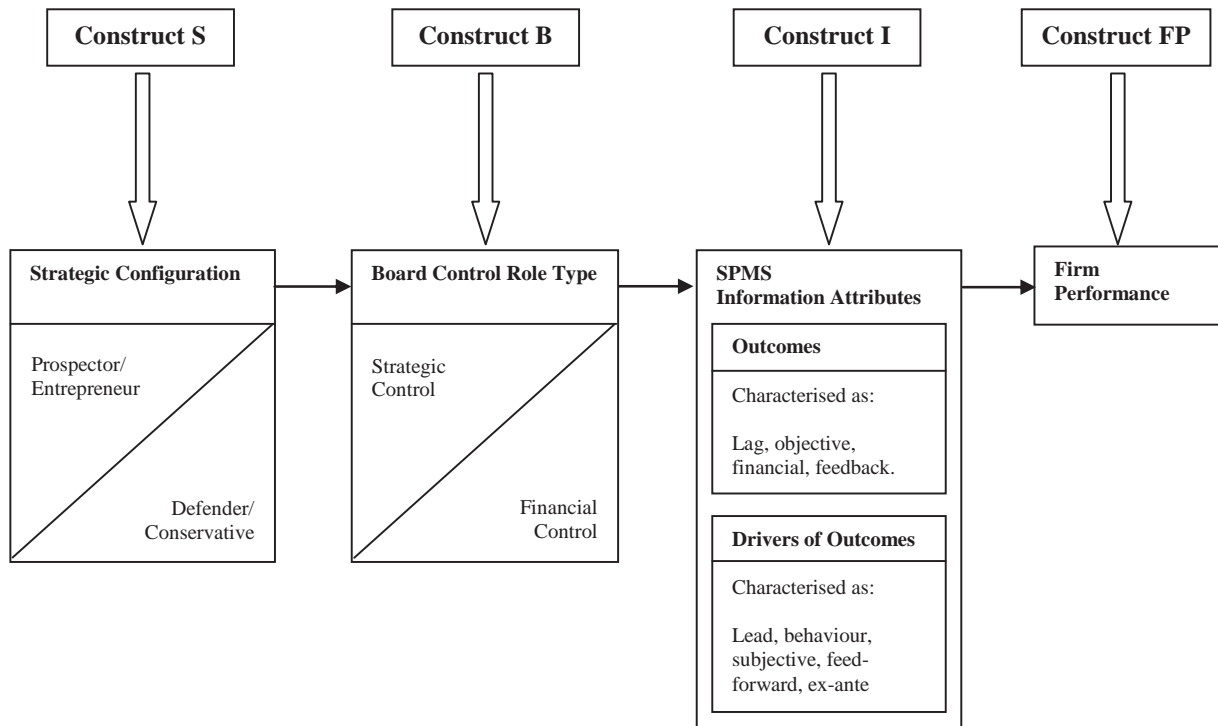 Construct S
Construct B
Construct I
Construct FP
Strategic Configuration
Prospector/
Entrepreneur
Defender/
Conservative
Board Control Role Type
Strategic
Control
Financial
Control
SPMS
Information Attributes
Outcomes
Characterised as:
Lag, objective,
financial, feedback.
Drivers of Outcomes
Characterised as:
Lead, behaviour,
subjective, feed-
forward, ex-ante
Firm
Performance